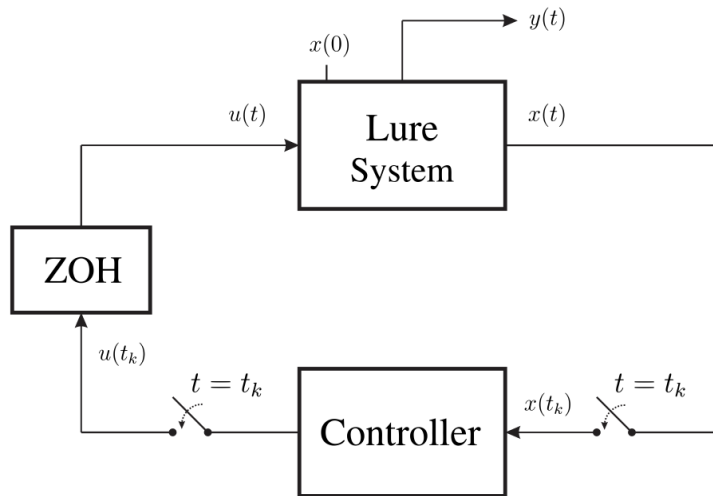 y(t)
x(0)
u(t)
Lure
System
x(t)
ZOH
u(t_k)
t = t_k
Controller
x(t_k)
t = t_k